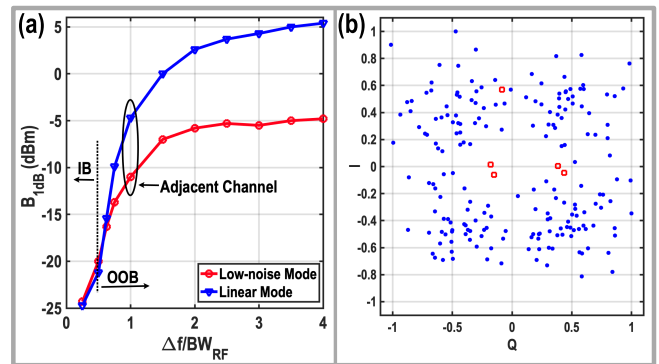 (a)
5
0
-5
-10
-15
-20
-25
B1dB (dBm)
IB
OOB
Adjacent Channel
Low-noise Mode
Linear Mode
0 1 2 3 4
Δf/BWRF
(b)
1
0.8
0.6
0.4
0.2
0
-0.2
-0.4
-0.6
-0.8
-1
I
-1 -0.5 0 0.5 1
Q